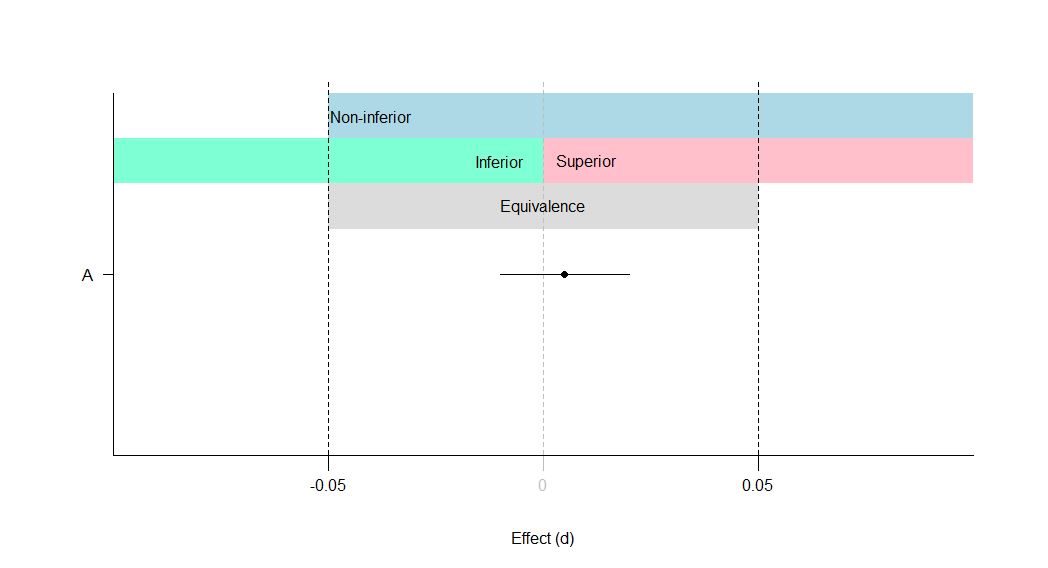 Non-inferior
Inferior
Superior
Equivalence
A
-0.05
0
0.05
Effect (d)